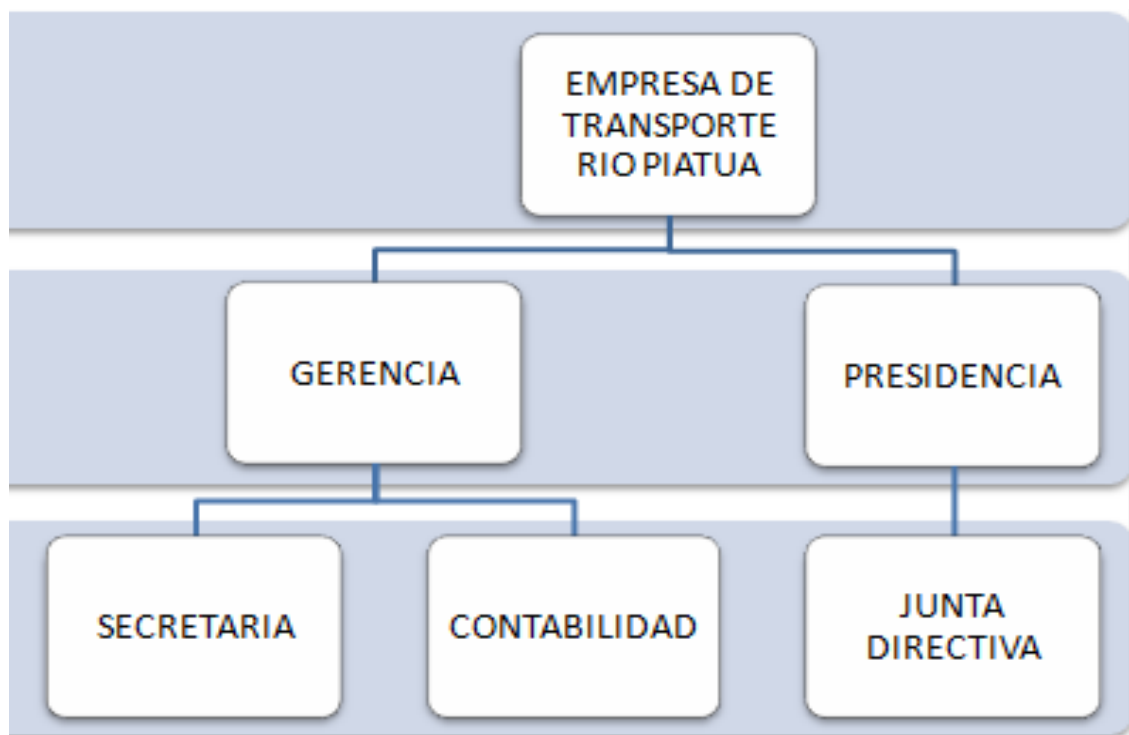 EMPRESA DE
TRANSPORTE
RIO PIATUA
GERENCIA
PRESIDENCIA
SECRETARIA
CONTABILIDAD
JUNTA
DIRECTIVA